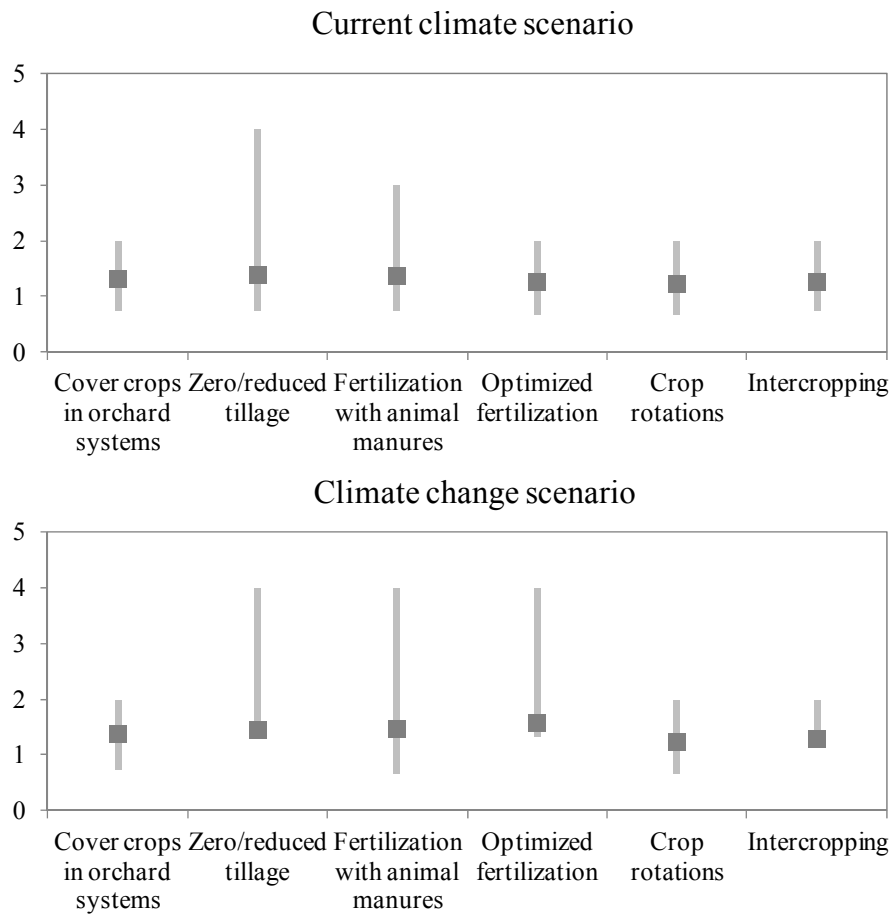 Current climate scenario
5
4
3
2
1
0
Cover crops Zero/reduced Fertilization Optimized Crop Intercropping
in orchard tillage with animal fertilization rotations
systems manures
Climate change scenario
5
4
3
2
1
0
Cover crops Zero/reduced Fertilization Optimized Crop Intercropping
in orchard tillage with animal fertilization rotations
systems manures